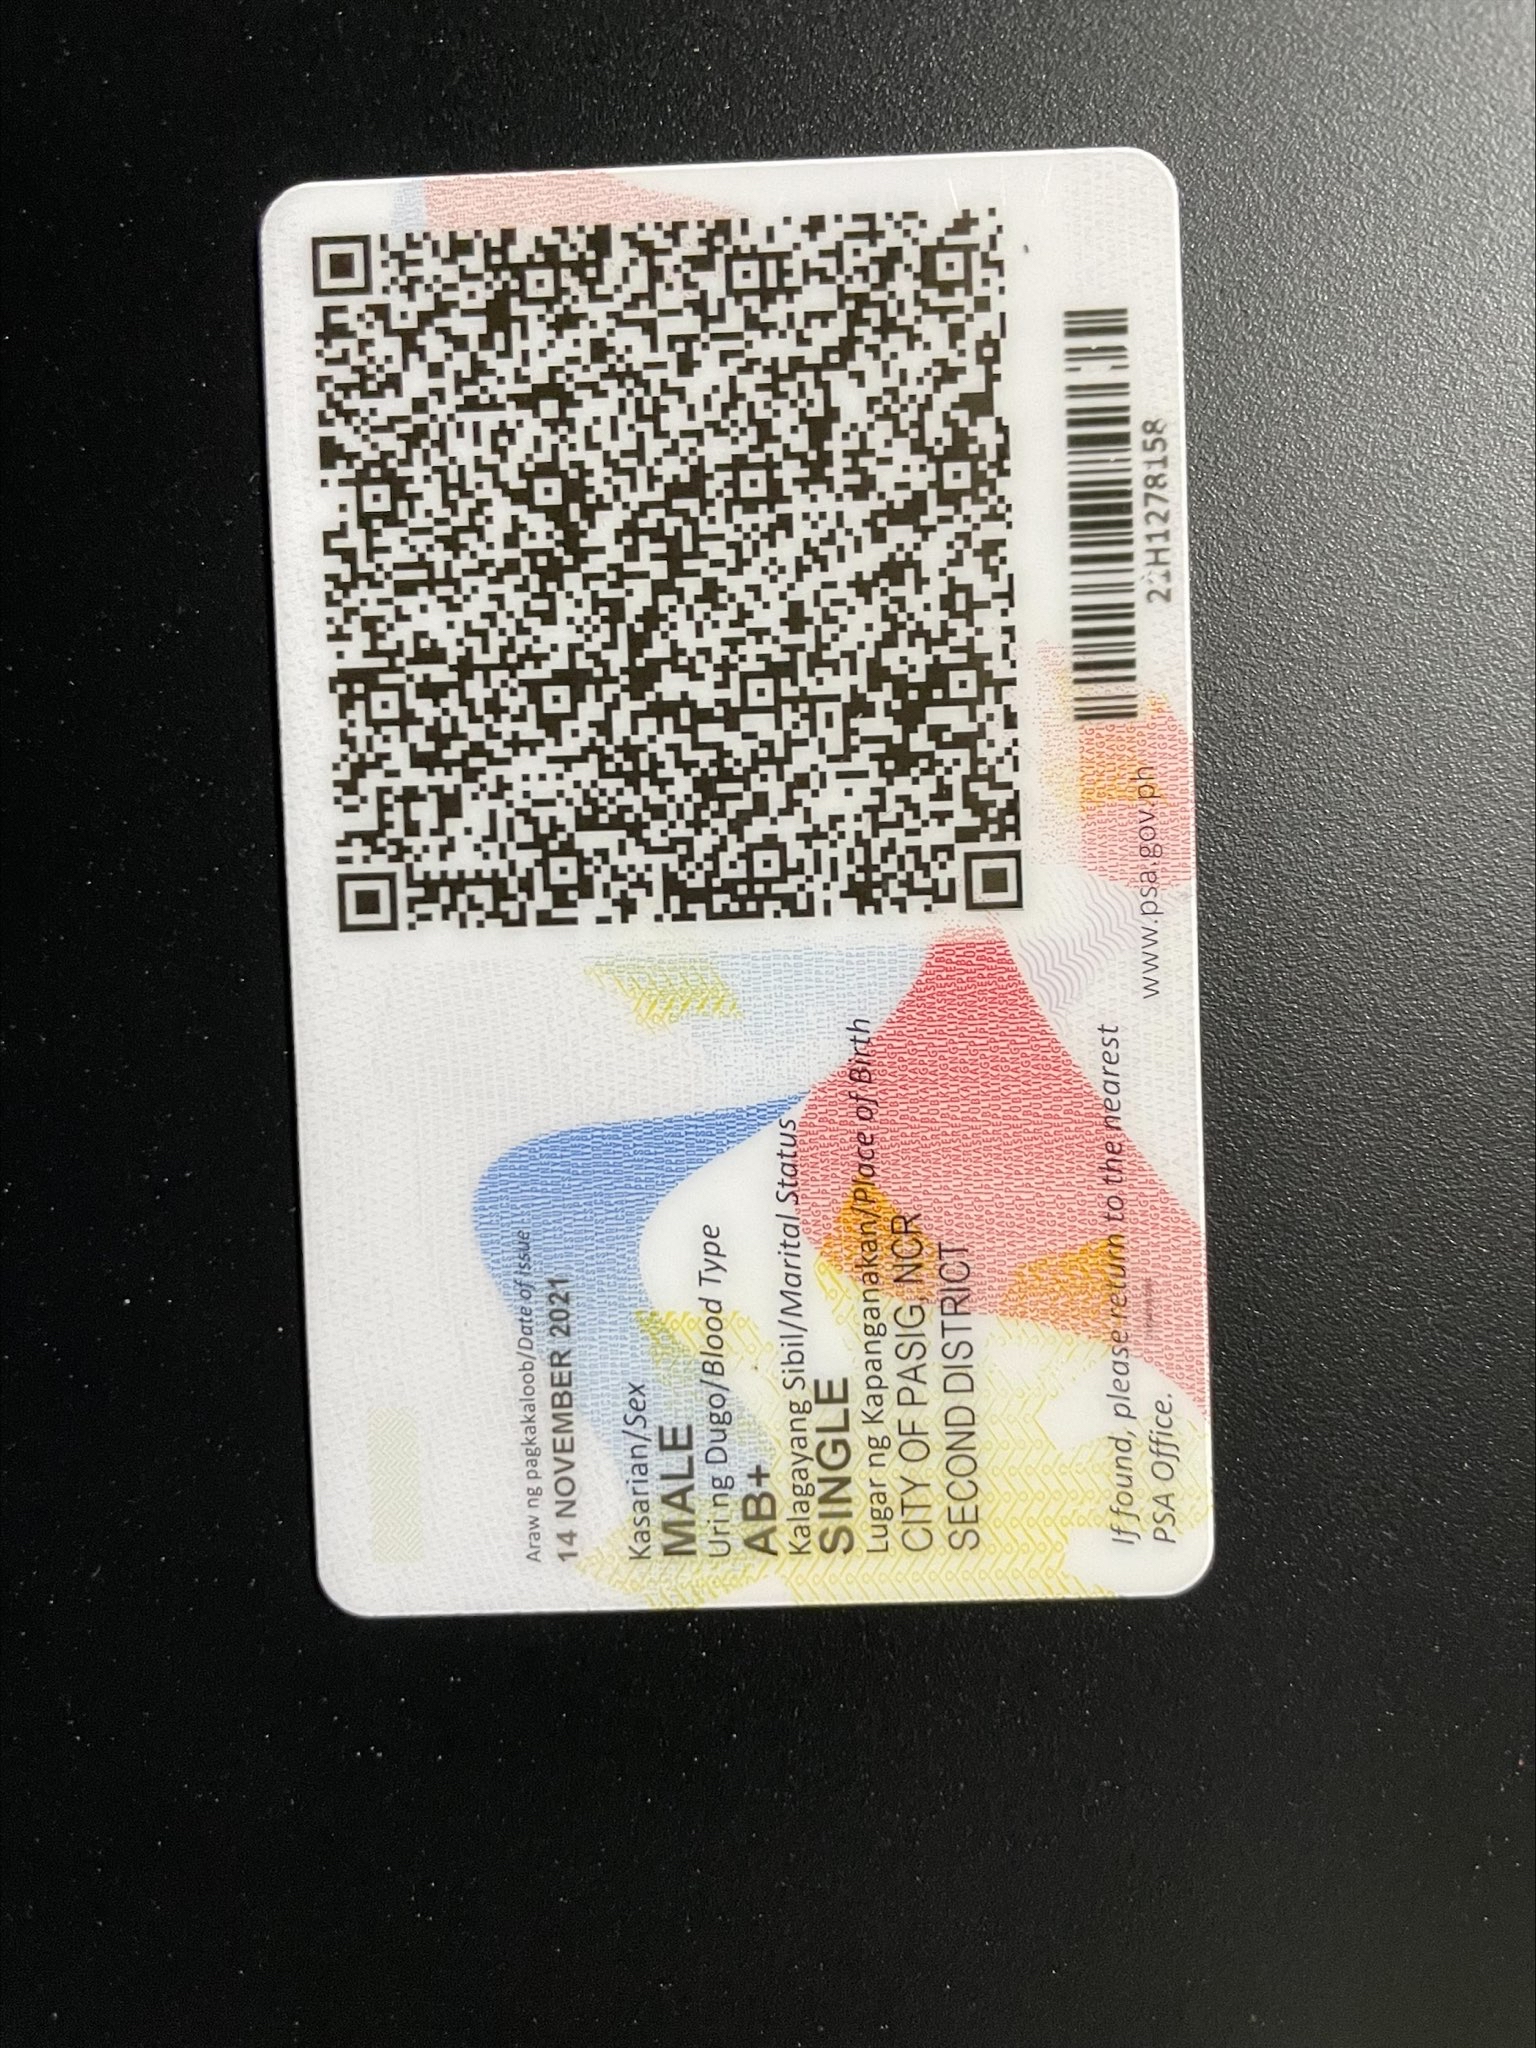 Araw ng pagkakaloob/Date of issue
14 NOVEMBER 2021
Kasarian/Sex
MALE
Uri ng Dugo/Blood Type
AB+
Kalagayang Sibil/Marital Status
SINGLE
Lugar ng Kapanganakan/Place of Birth
CITY OF PASIG, NCR
SECOND DISTRICT
If found, please return to the nearest
PSA Office.
www.psa.gov.ph